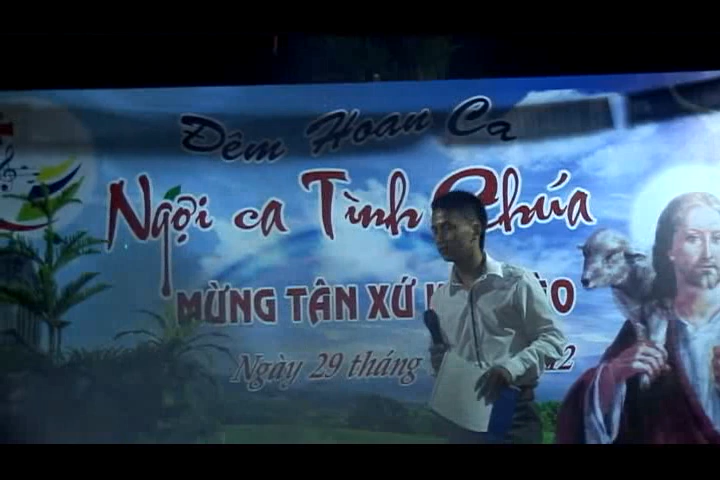 Đêm Hoan Ca
Ngợi ca Tình Chúa
MỪNG TÂN XỨ
Ngày 29 tháng